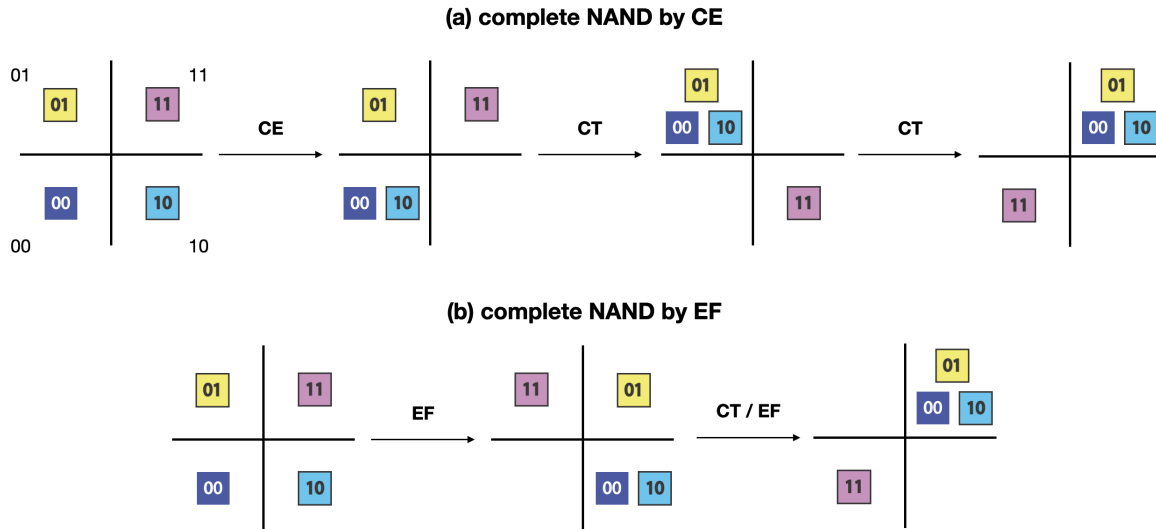 (a) complete NAND by CE
01 11
01 11 01 11 01 01
CE CT 00 10 CT 00 10
00 10 00 10 11 11
00 10
(b) complete NAND by EF
01 11 11 01 01
EF CT / EF 00 10
00 10 00 10 11